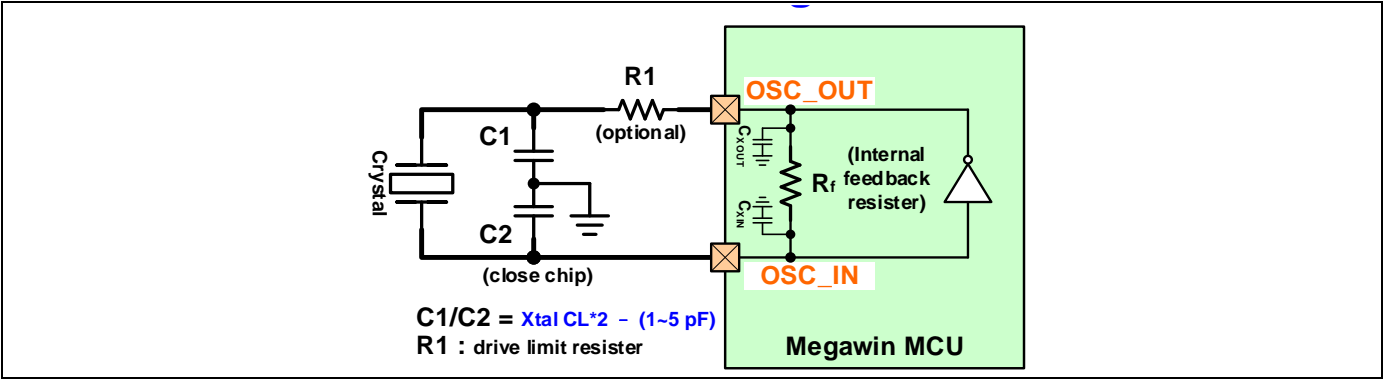 R1
(optional)
OSC_OUT
C1
CXOUT
Crystal
(Internal
Rf feedback
resister)
CXIN
C2
(close chip)
OSC_IN
C1/C2 = Xtal CL*2 – (1~5 pF)
R1 : drive limit resister
Megawin MCU